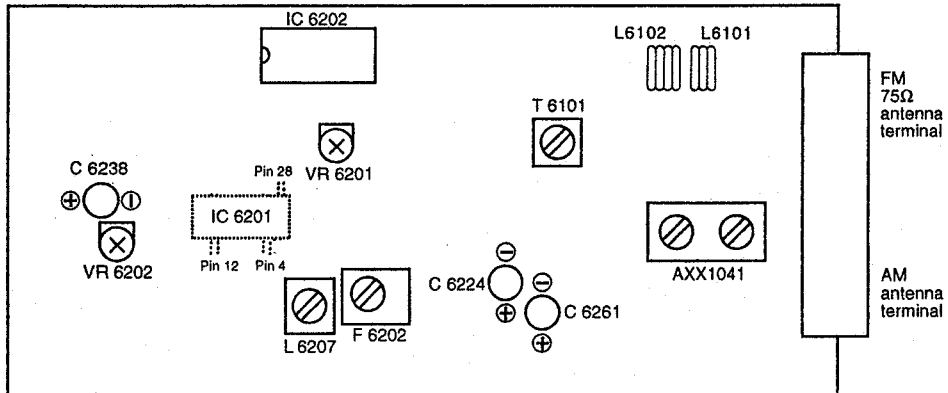 IC 6202
L6102
L6101
FM
75Ω
antenna
terminal
T 6101
VR 6201
C 6238
Pin 28
IC 6201
VR 6202
Pin 12
Pin 4
C 6224
C 6261
AXX1041
AM
antenna
terminal
L 6207
F 6202